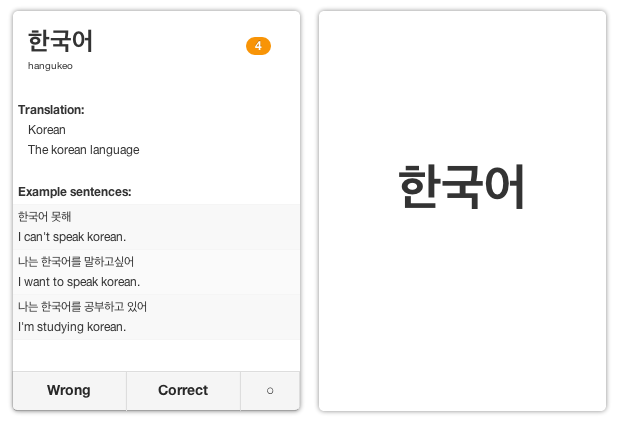 한국어
4
hangukeo
Translation:
Korean
The korean language
Example sentences:
한국어 못해
I can't speak korean.
나는 한국어를 말하고싶어
I want to speak korean.
나는 한국어를 공부하고 있어
I'm studying korean.
Wrong
Correct
○
한국어